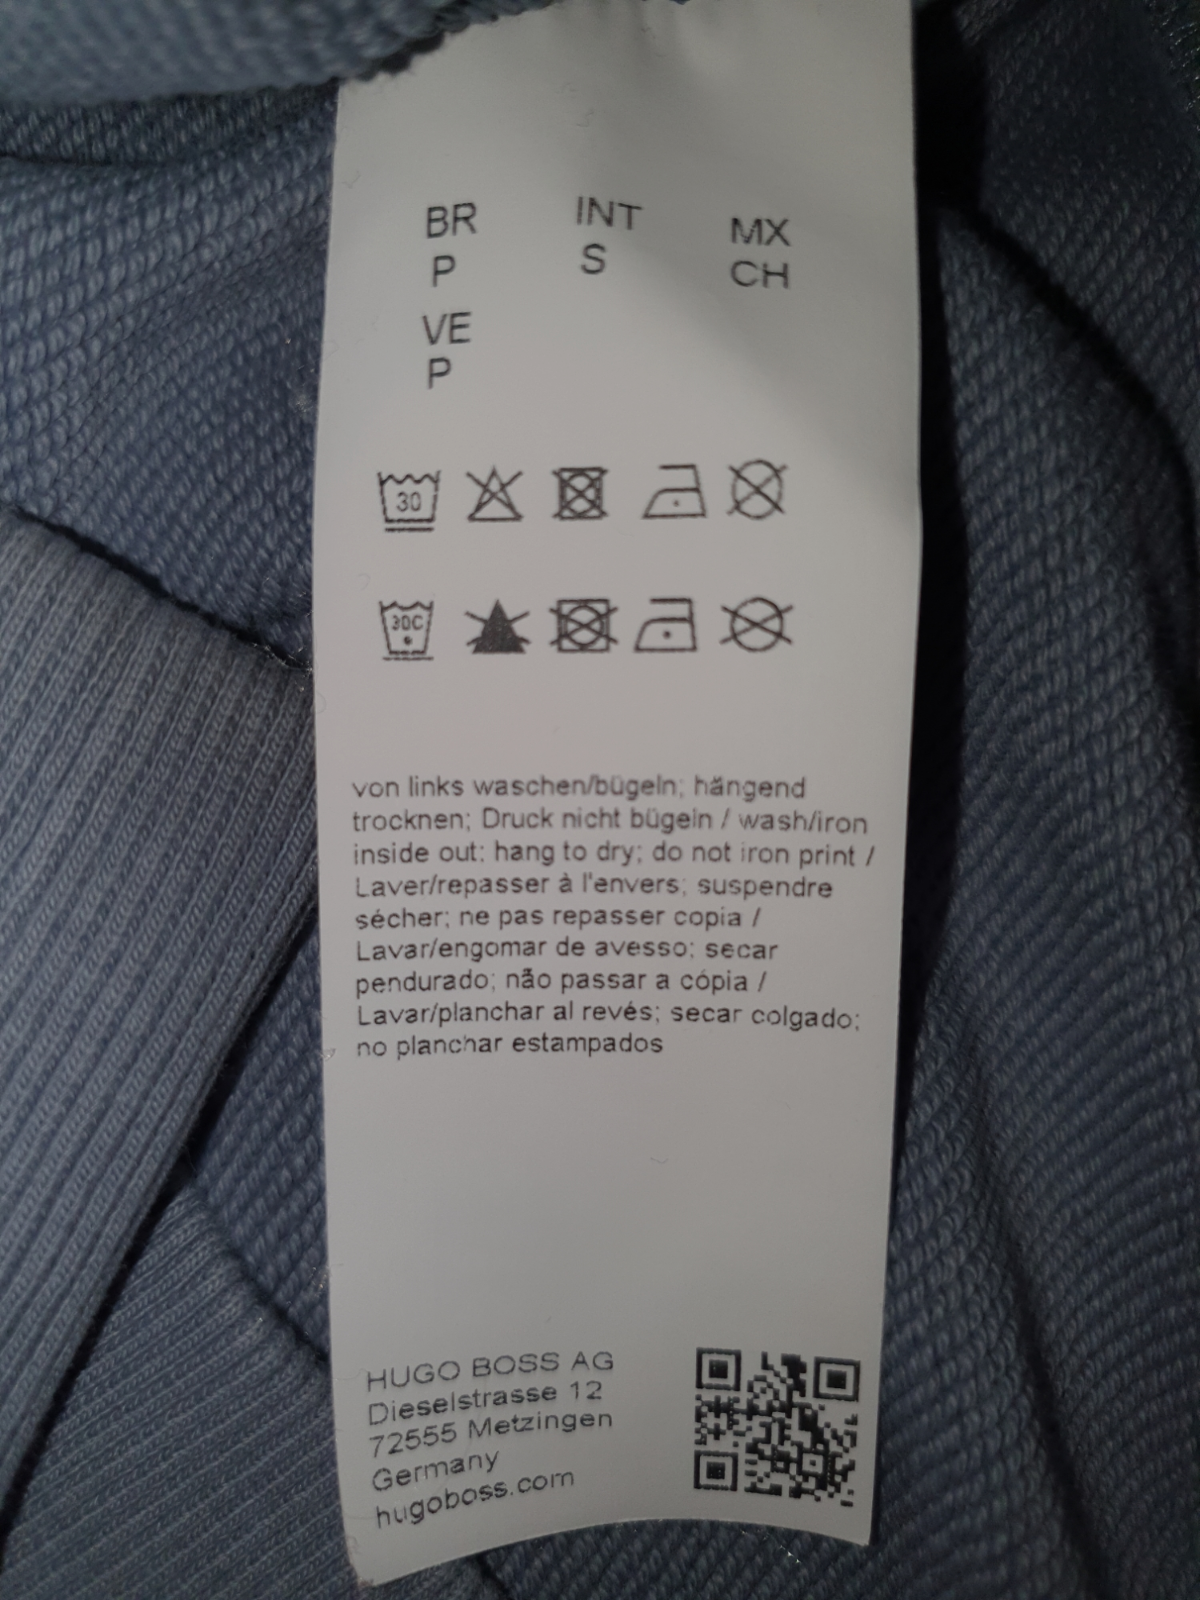 BR INT MX
P S CH
VE
P
30
30C
von links waschen/bügeln; hängend
trocknen; Druck nicht bügeln / wash/iron
inside out; hang to dry; do not iron print /
Laver/repasser à l'envers; suspendre
sécher; ne pas repasser copia /
Lavar/engomar de avesso; secar
pendurado; não passar a cópia /
Lavar/planchar al revés; secar colgado;
no planchar estampados
HUGO BOSS AG
Dieselstrasse 12
72555 Metzingen
Germany
hugoboss.com